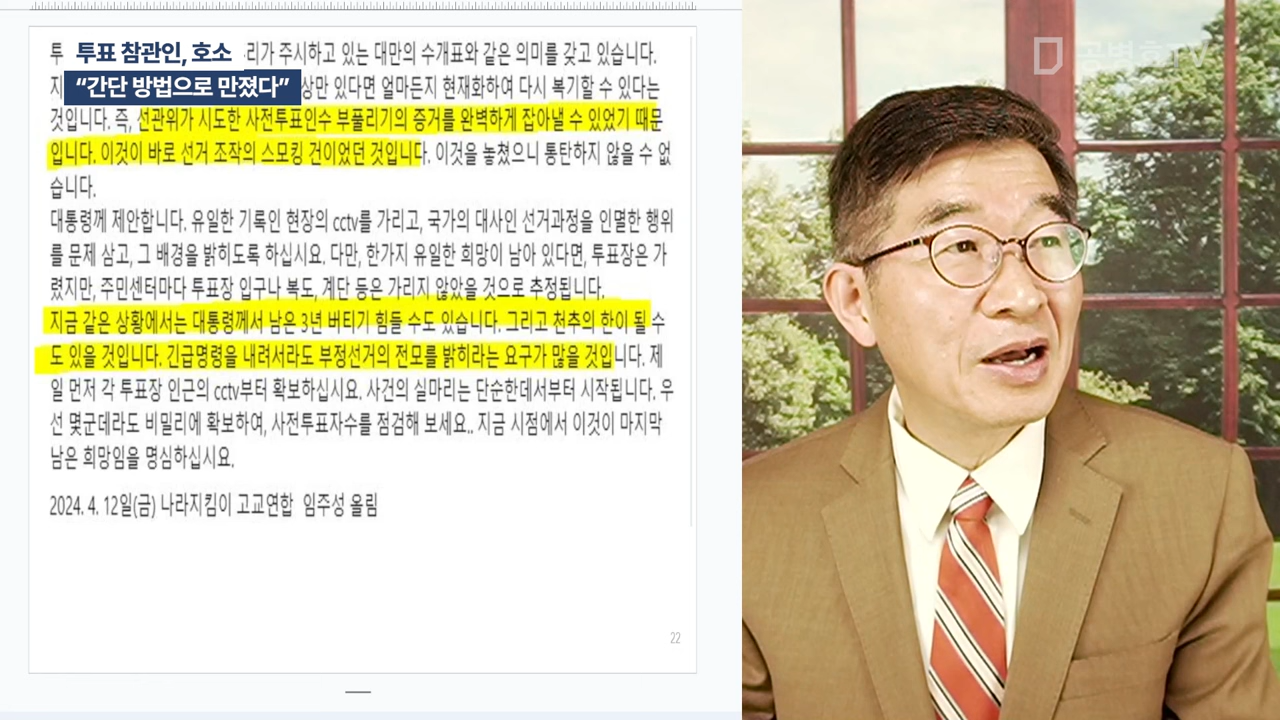 투표 참관인, 호소
“간단 방법으로 만졌다”
투 리가 주시하고 있는 대만의 수개표와 같은 의미를 갖고 있습니다.
지 상만 있다면 얼마든지 현재화하여 다시 복기할 수 있다는
것입니다. 즉, 선관위가 시도한 사전투표인수 부풀리기의 증거를 완벽하게 잡아낼 수 있었기 때문
입니다. 이것이 바로 선거 조작의 스모킹 건이었던 것입니다. 이것을 놓쳤으니 통탄하지 않을 수 없
습니다.
대통령께 제안합니다. 유일한 기록인 현장의 cctv를 가리고, 국가의 대사인 선거과정을 인멸한 행위
를 문제 삼고, 그 배경을 밝히도록 하십시요. 다만, 한가지 유일한 희망이 남아 있다면, 투표장은 가
렸지만, 주민센터마다 투표장 입구나 복도, 계단 등은 가리지 않았을 것으로 추정됩니다.
지금 같은 상황에서는 대통령께서 남은 3년 버티기 힘들 수도 있습니다. 그리고 천추의 한이 될 수
도 있을 것입니다. 긴급명령을 내려서라도 부정선거의 전모를 밝히라는 요구가 많을 것입니다. 제
일 먼저 각 투표장 인근의 cctv부터 확보하십시요. 사건의 실마리는 단순한데서부터 시작됩니다. 우
선 몇군데라도 비밀리에 확보하여, 사전투표자수를 점검해 보세요.. 지금 시점에서 이것이 마지막
남은 희망임을 명심하십시요.
2024. 4. 12일(금) 나라지킴이 고교연합 임주성 올림
22
공병호TV